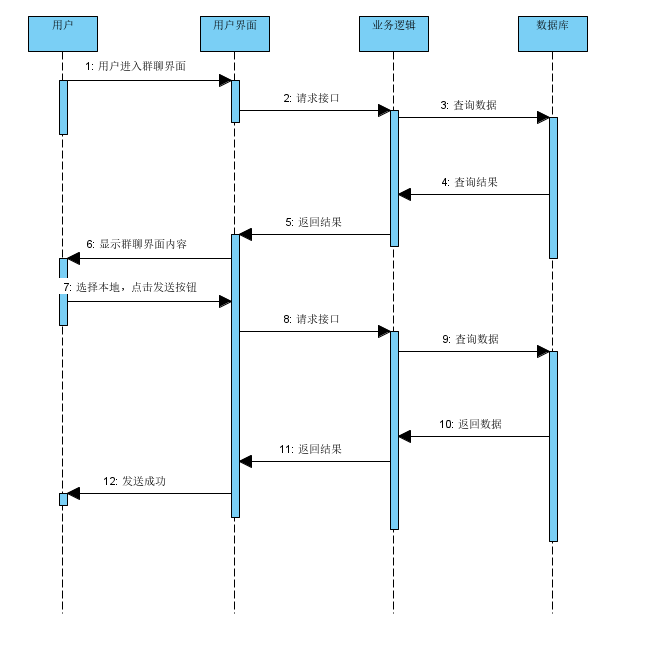 用户
用户界面
业务逻辑
数据库
1: 用户进入群聊界面
2: 请求接口
3: 查询数据
4: 查询结果
5: 返回结果
6: 显示群聊界面内容
7: 选择本地，点击发送按钮
8: 请求接口
9: 查询数据
10: 返回数据
11: 返回结果
12: 发送成功